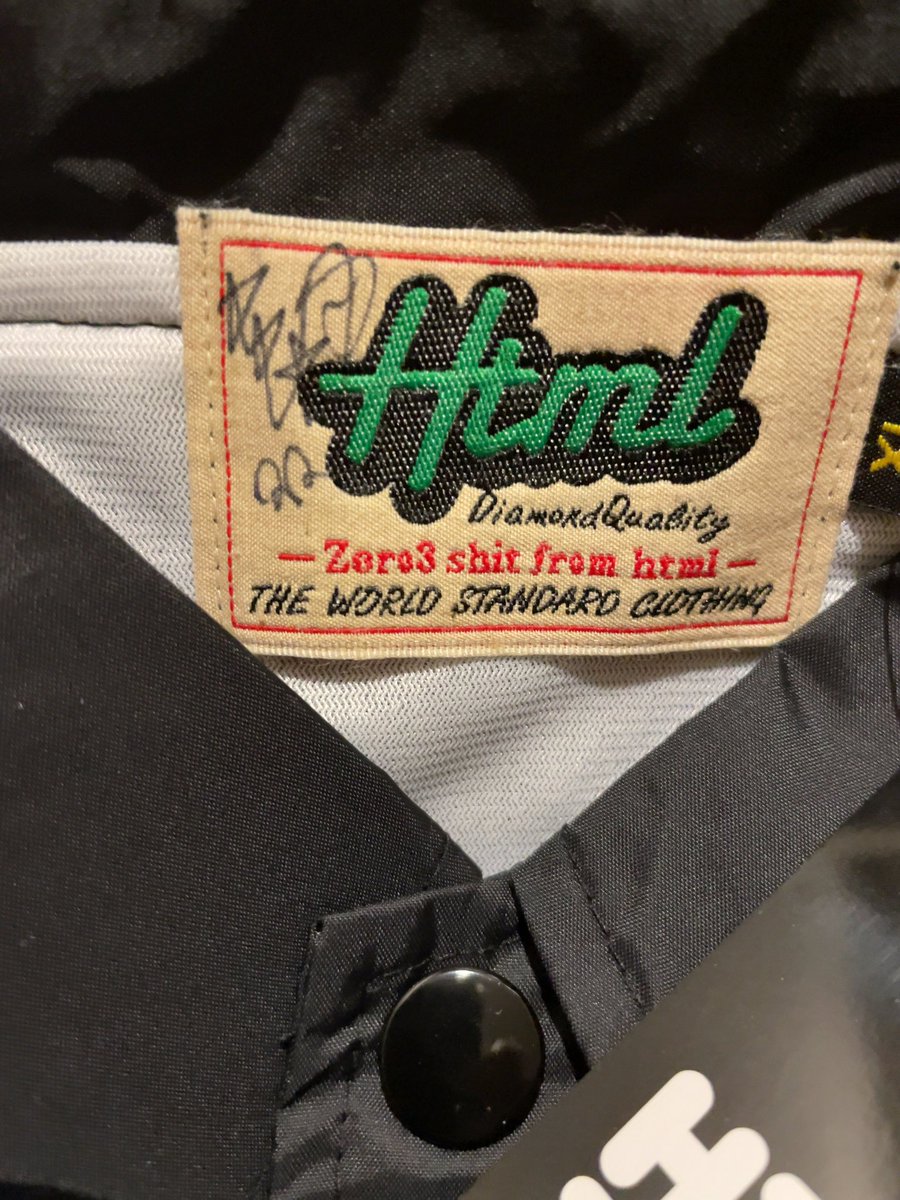 Html
DiamondQuality
— Zero3 shit from html —
THE WORLD STANDARD CLOTHING